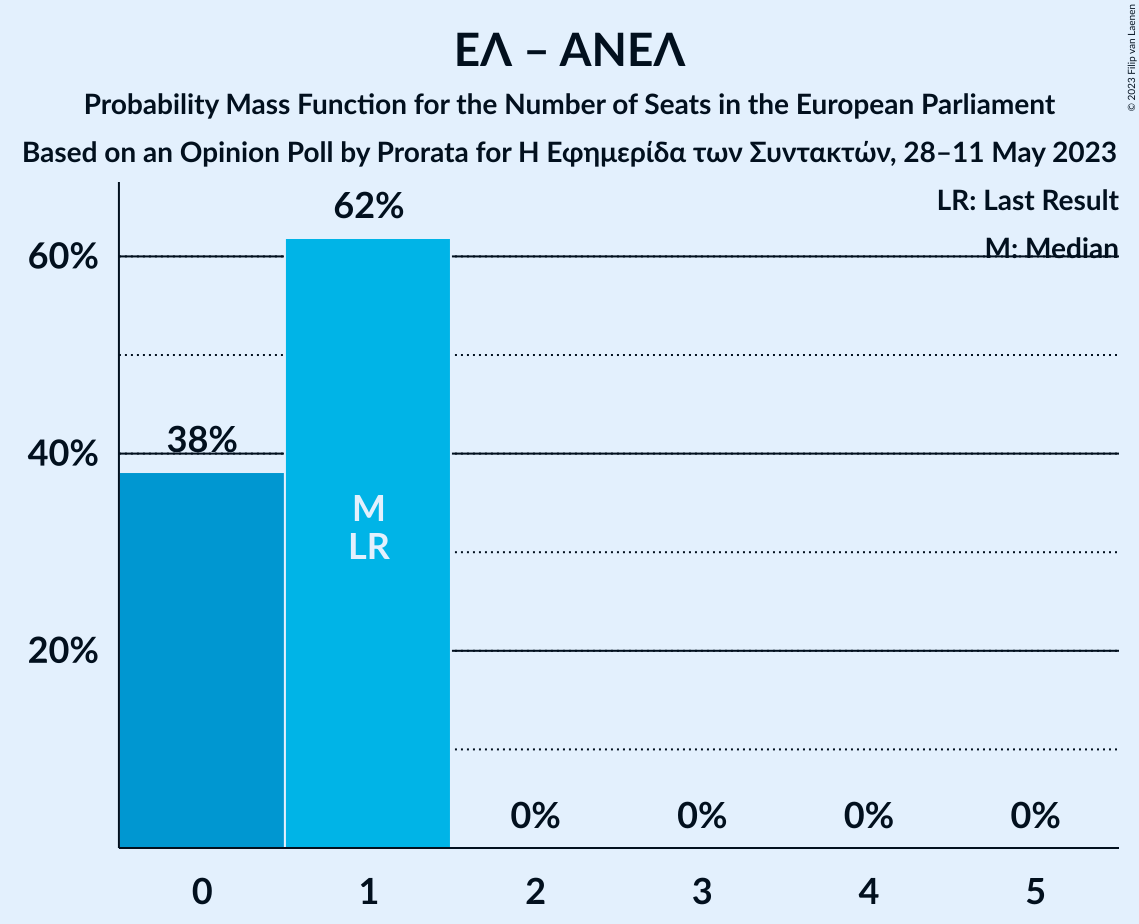 ΕΛ – ΑΝΕΛ
Probability Mass Function for the Number of Seats in the European Parliament
Based on an Opinion Poll by Prorata for Η Εφημερίδα των Συντακτών, 28–11 May 2023
© 2023 Filip van Laenen
LR: Last Result
M: Median
60%
40%
20%
38%
62%
M
LR
0%
0%
0%
0%
0
1
2
3
4
5